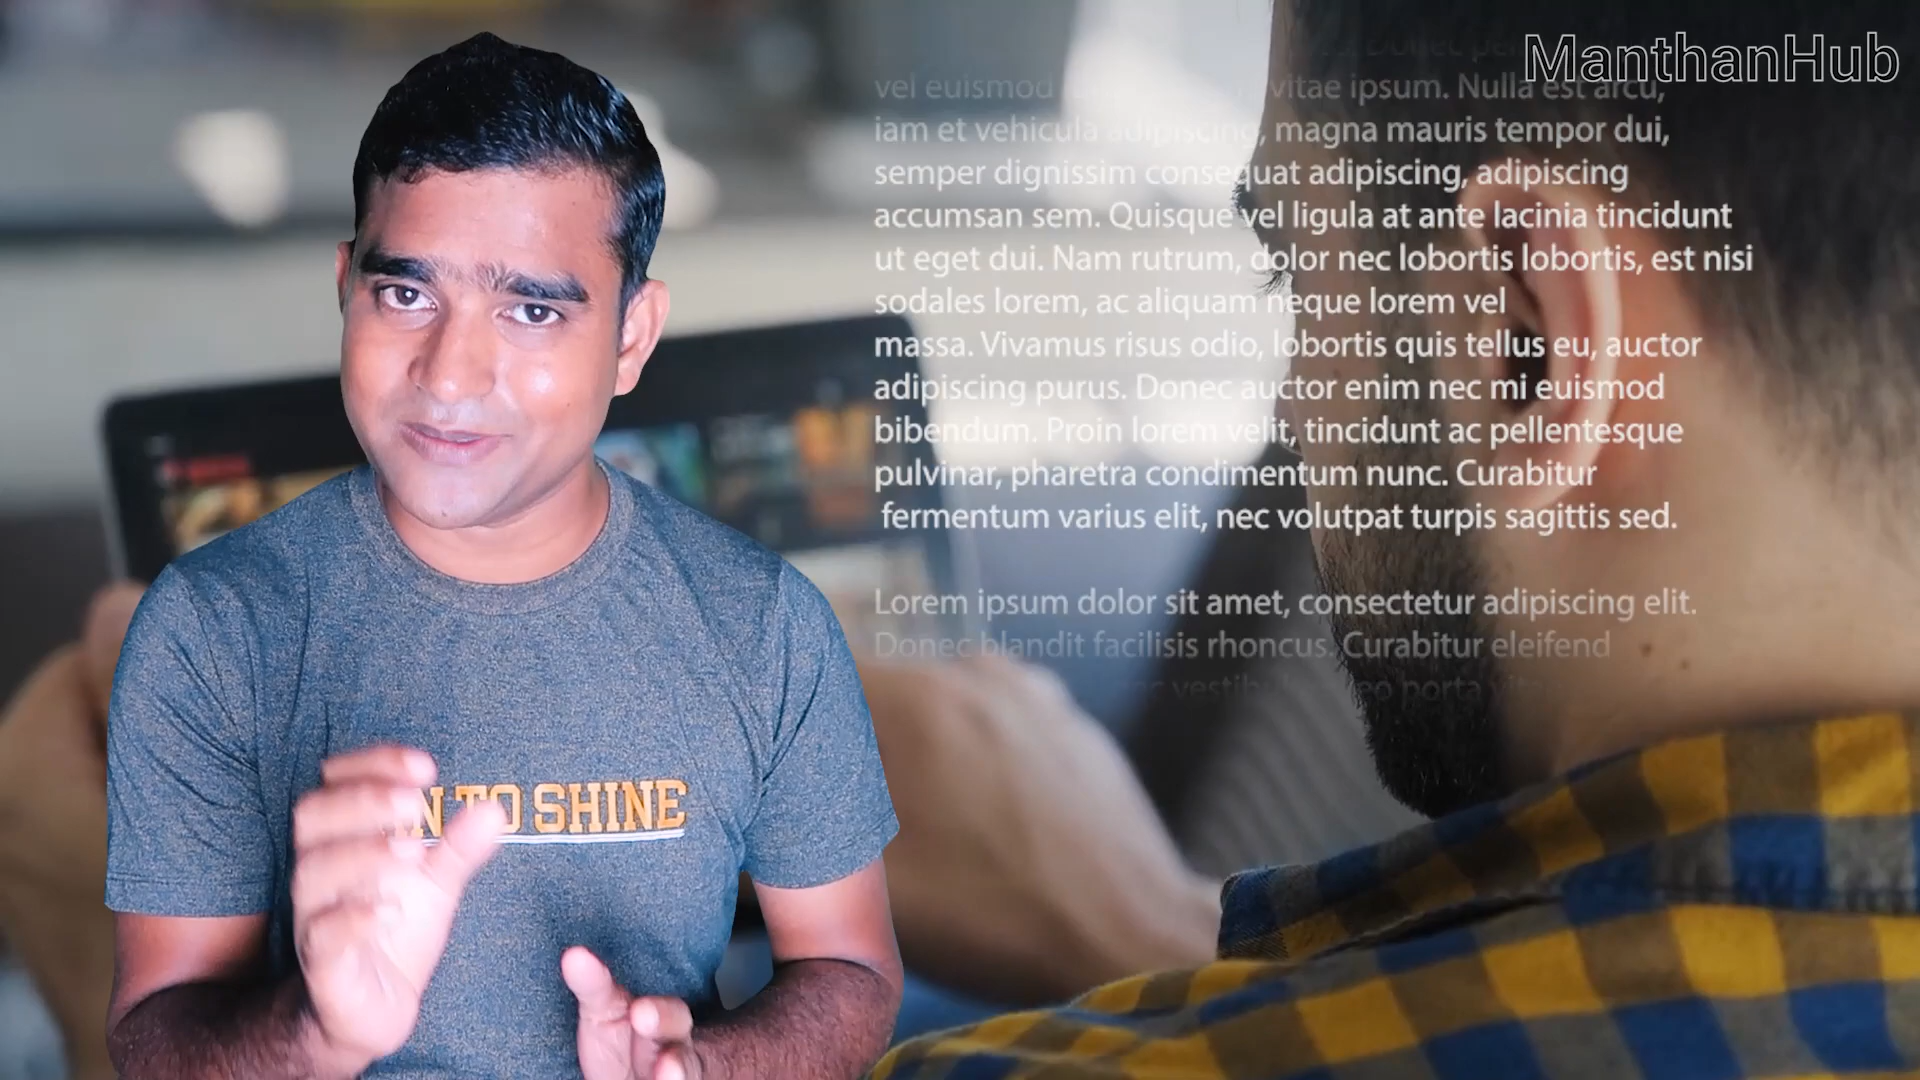 ManthanHub
vel euismod vitae ipsum. Nulla est arcu,
iam et vehicula adipiscing, magna mauris tempor dui,
semper dignissim consequat adipiscing, adipiscing
accumsan sem. Quisque vel ligula at ante lacinia tincidunt
ut eget dui. Nam rutrum, dolor nec lobortis lobortis, est nisi
sodales lorem, ac aliquam neque lorem vel
massa. Vivamus risus odio, lobortis quis tellus eu, auctor
adipiscing purus. Donec auctor enim nec mi euismod
bibendum. Proin lorem velit, tincidunt ac pellentesque
pulvinar, pharetra condimentum nunc. Curabitur
fermentum varius elit, nec volutpat turpis sagittis sed.
Lorem ipsum dolor sit amet, consectetur adipiscing elit.
Donec blandit facilisis rhoncus. Curabitur eleifend
porta
TO SHINE